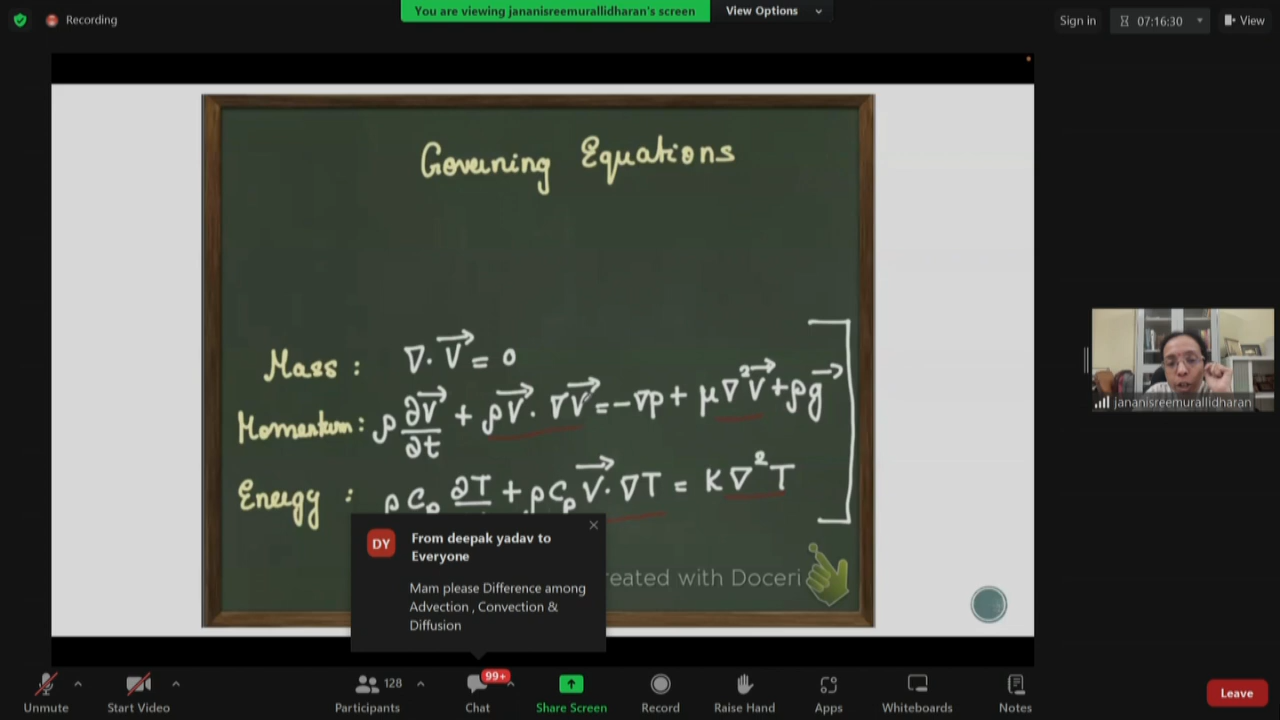 You are viewing jananisreemurallidharan's screen
View Options
Recording
Sign in
07:16:30
View
Governing Equations
Mass : ∇·V⃗ = 0
Momentum: ρ ∂V⃗/∂t + ρV⃗·∇V⃗ = -∇p + μ∇²V⃗ + ρg⃗
Energy : ρCp ∂T + ρCp V⃗·∇T = K∇²T
jananisreemurallidharan
DY
From deepak yadav to
Everyone
Mam please Difference among
Advection , Convection &
Diffusion
reated with Doceri
Unmute
Start Video
128
Participants
99+
Chat
Share Screen
Record
Raise Hand
Apps
Whiteboards
Notes
Leave